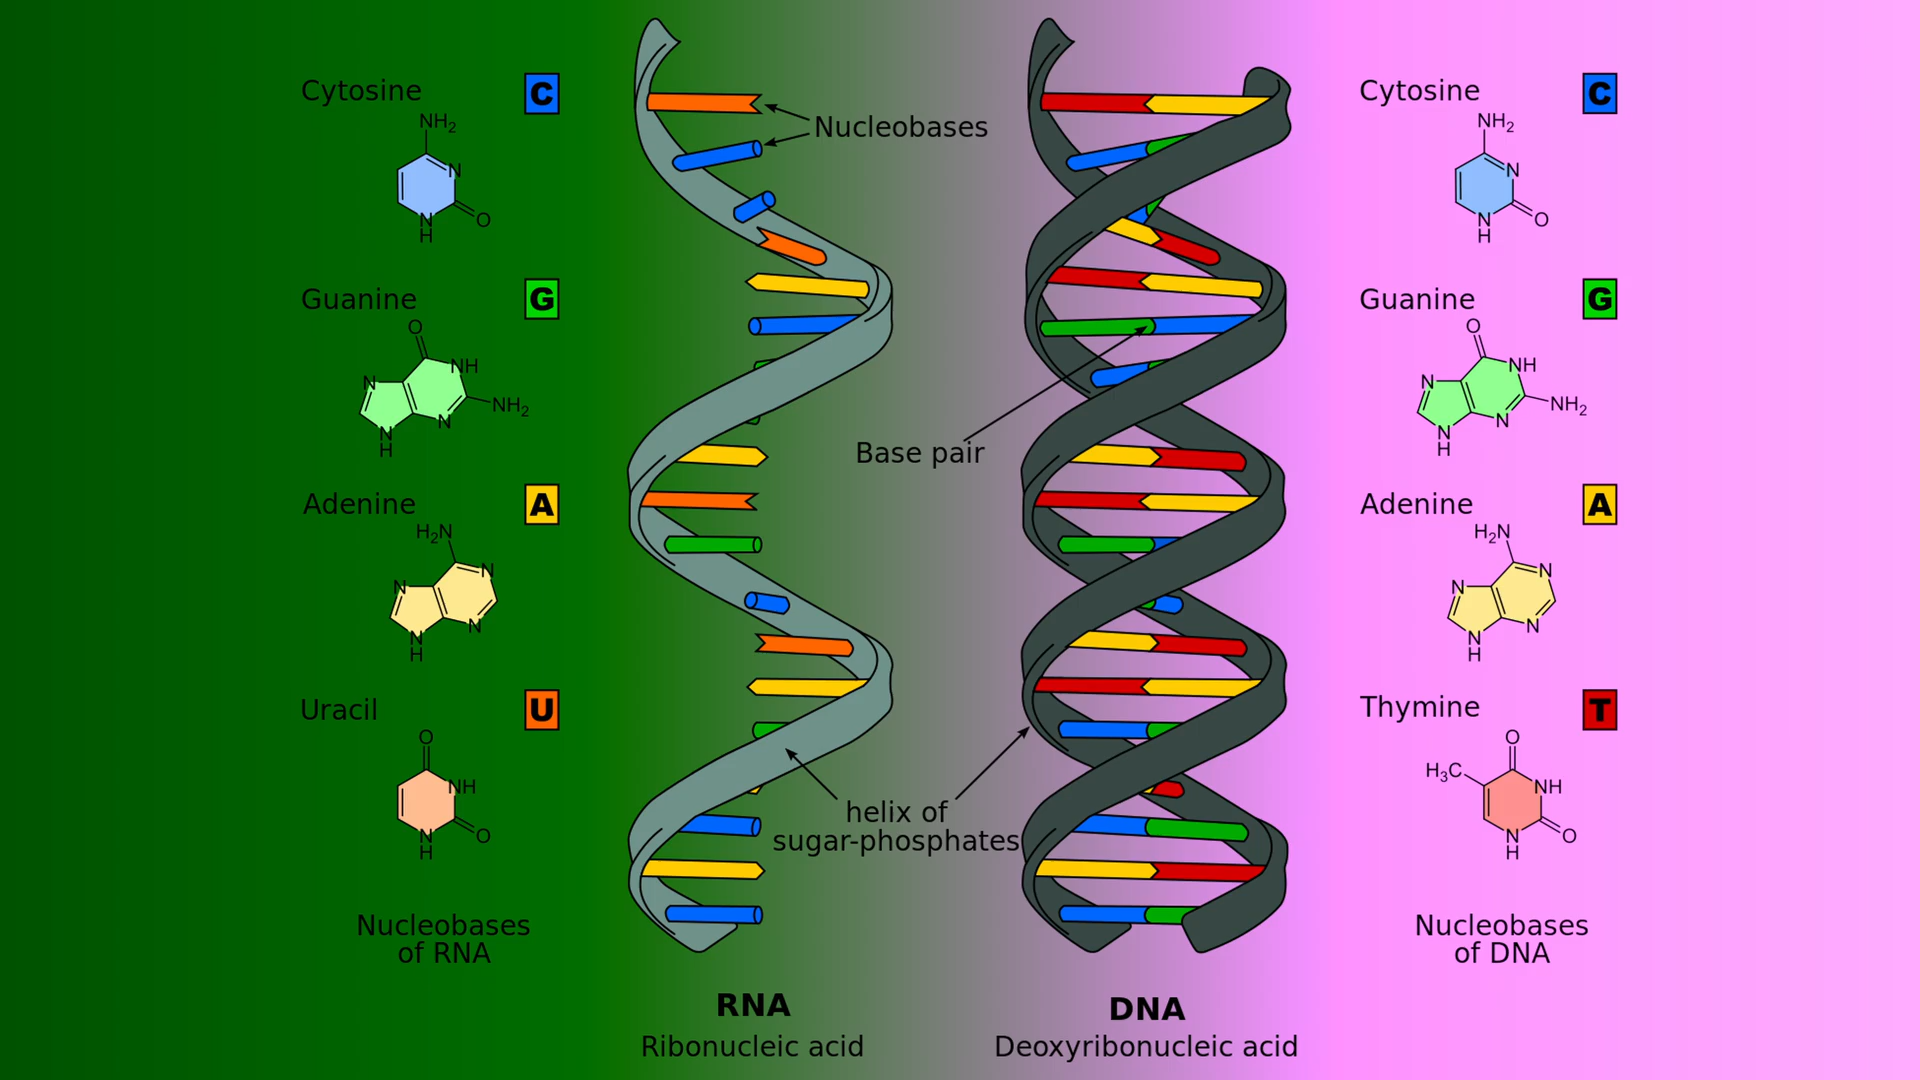 Cytosine C
NH2
N
N
H
O
Guanine G
O
N
NH
N
H
N
NH2
Adenine A
H2N
N
N
N
H
N
Uracil U
O
NH
N
H
O
Nucleobases
of RNA
Nucleobases
Base pair
helix of
sugar-phosphates
RNA
Ribonucleic acid
DNA
Deoxyribonucleic acid
Cytosine C
NH2
N
N
H
O
Guanine G
O
N
NH
N
H
N
NH2
Adenine A
H2N
N
N
N
H
N
Thymine T
O
H3C
NH
N
H
O
Nucleobases
of DNA